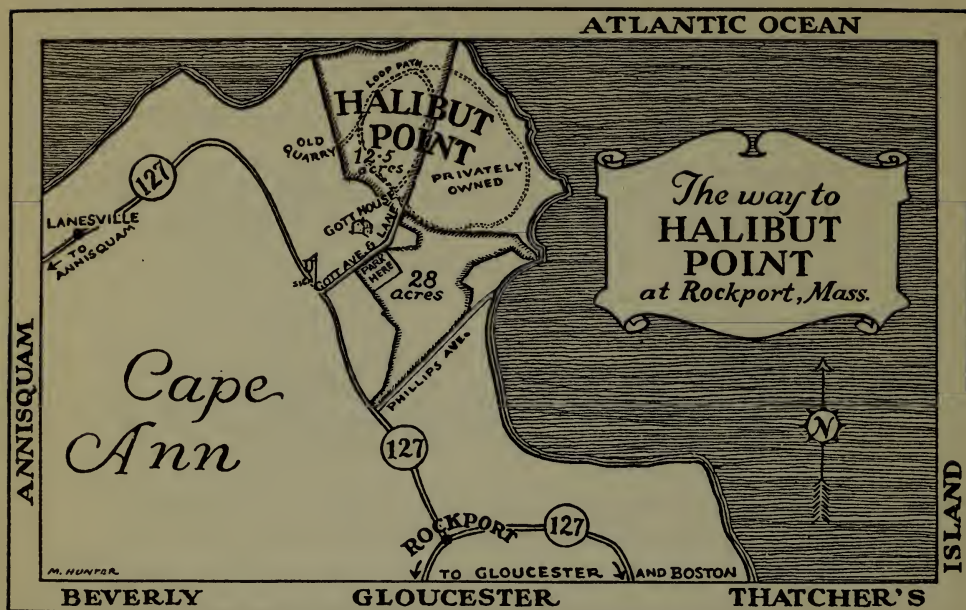 ATLANTIC OCEAN
LOOP PATH
HALIBUT
POINT
OLD
QUARRY
12.5
acres
PRIVATELY
OWNED
127
LANESVILLE
TO
ANNISQUAM
GOTT HOUSE
GOTT AVE & LANE
SIGN
PARK
HERE
28
acres
PHILLIPS AVE.
The way to
HALIBUT
POINT
at Rockport, Mass.
Cape
Ann
N
127
ROCKPORT
127
TO GLOUCESTER AND BOSTON
M. HUNTER
ANNISQUAM
ISLAND
BEVERLY GLOUCESTER THATCHER'S